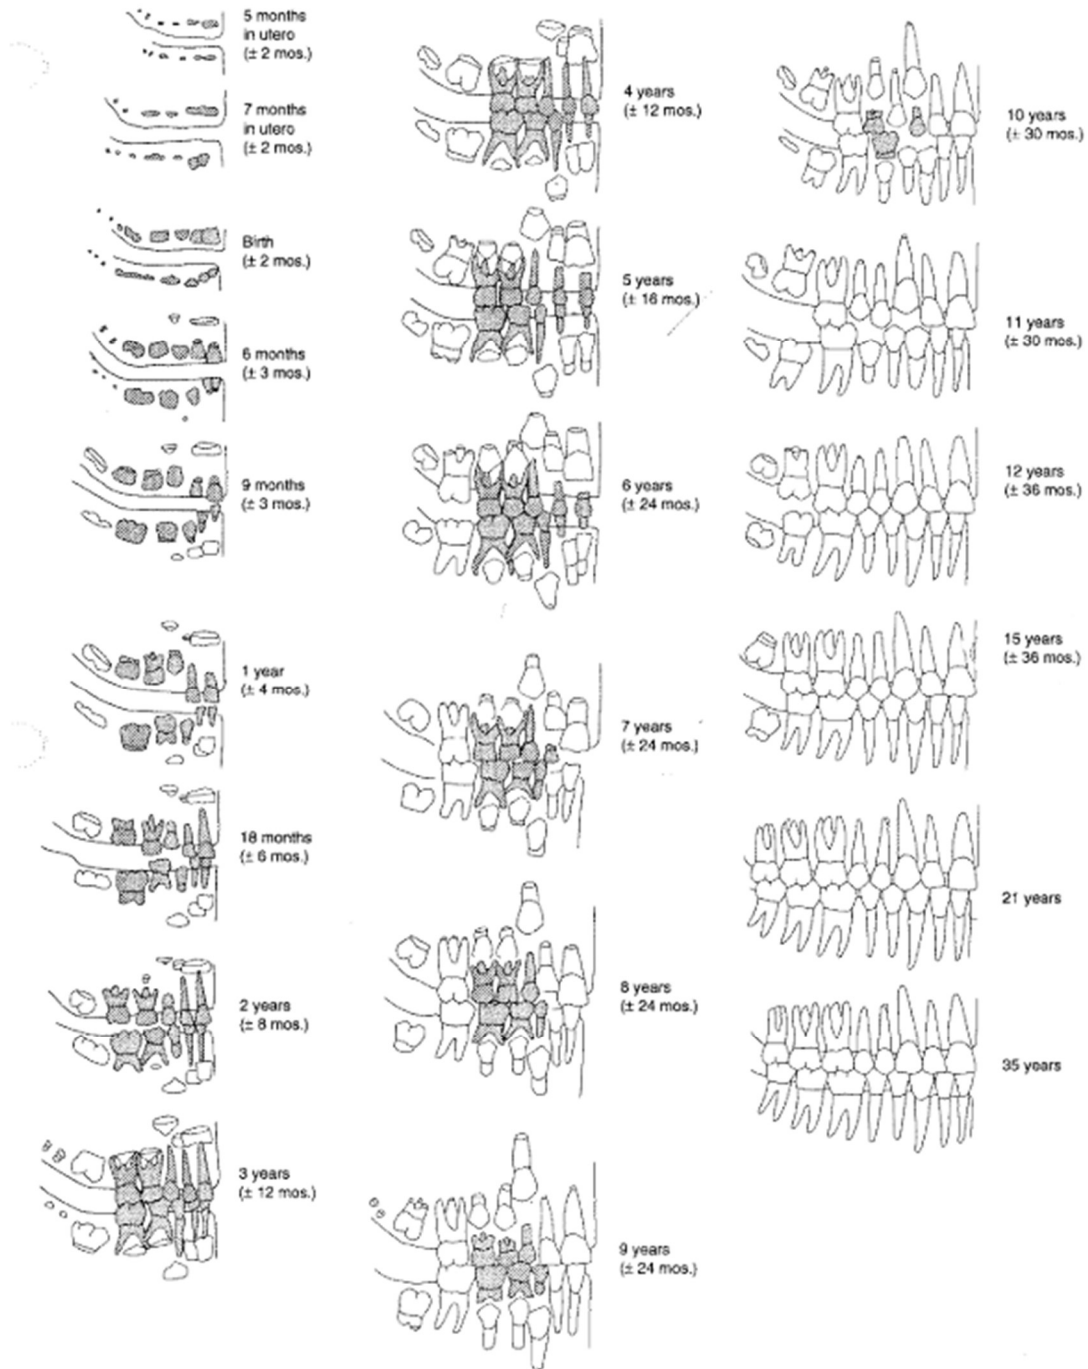 5 months
in utero
(± 2 mos.)
7 months
in utero
(± 2 mos.)
Birth
(± 2 mos.)
6 months
(± 3 mos.)
9 months
(± 3 mos.)
1 year
(± 4 mos.)
18 months
(± 6 mos.)
2 years
(± 8 mos.)
3 years
(± 12 mos.)
4 years
(± 12 mos.)
5 years
(± 16 mos.)
6 years
(± 24 mos.)
7 years
(± 24 mos.)
8 years
(± 24 mos.)
9 years
(± 24 mos.)
10 years
(± 30 mos.)
11 years
(± 30 mos.)
12 years
(± 36 mos.)
15 years
(± 36 mos.)
21 years
35 years